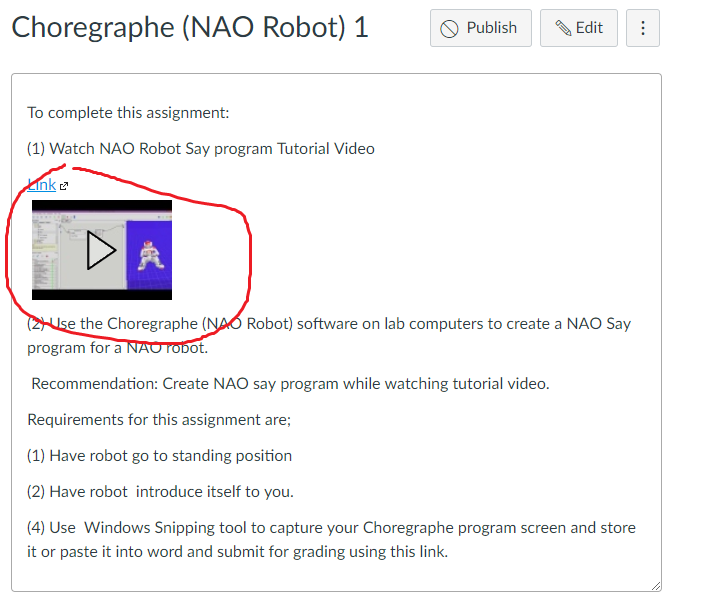 Choregraphe (NAO Robot) 1
Publish
Edit
To complete this assignment:
(1) Watch NAO Robot Say program Tutorial Video
Link
(2) Use the Choregraphe (NAO Robot) software on lab computers to create a NAO Say
program for a NAO robot.
Recommendation: Create NAO say program while watching tutorial video.
Requirements for this assignment are;
(1) Have robot go to standing position
(2) Have robot introduce itself to you.
(4) Use Windows Snipping tool to capture your Choregraphe program screen and store
it or paste it into word and submit for grading using this link.